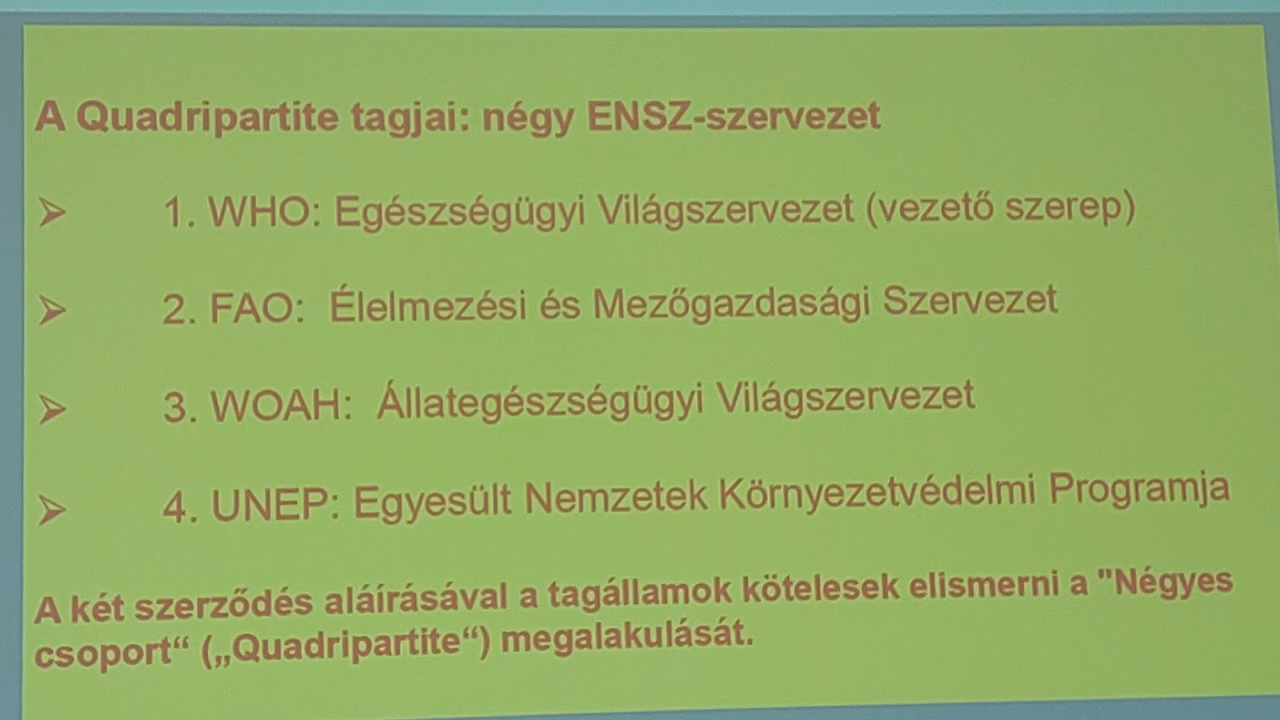 A Quadripartite tagjai: négy ENSZ-szervezet
➢ 1. WHO: Egészségügyi Világszervezet (vezető szerep)
➢ 2. FAO: Élelmezési és Mezőgazdasági Szervezet
➢ 3. WOAH: Állategészségügyi Világszervezet
➢ 4. UNEP: Egyesült Nemzetek Környezetvédelmi Programja
A két szerződés aláírásával a tagállamok kötelesek elismerni a "Négyes
csoport“ („Quadripartite“) megalakulását.